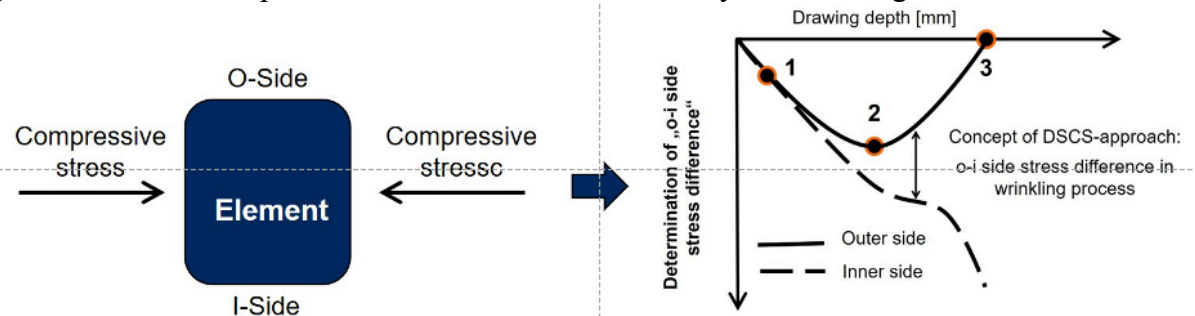 O-Side
Compressive
stress
Compressive
stressc
Element
I-Side
Drawing depth [mm]
1
2
3
Determination of „o-i side
stress difference“
Concept of DSCS-approach:
o-i side stress difference in
wrinkling process
Outer side
Inner side